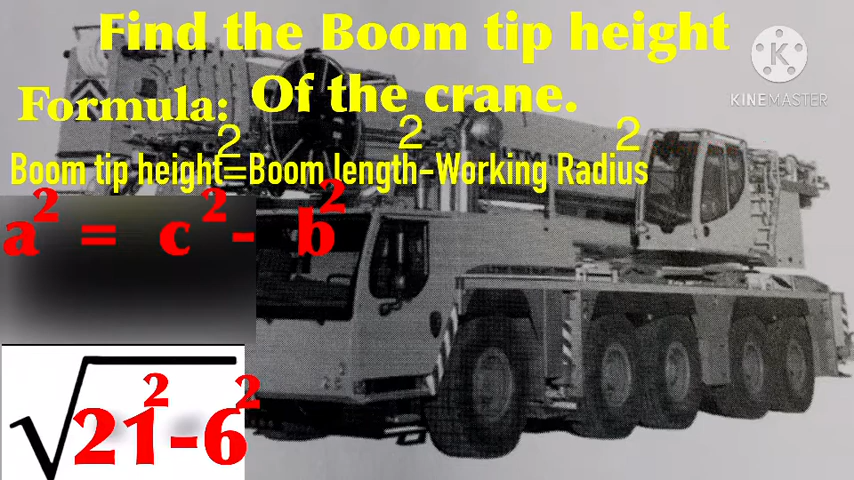 Find the Boom tip height
Of the crane.
Formula:
Boom tip height²=Boom length²-Working Radius²
a² = c² - b²
√21²-6²
K
KINEMASTER